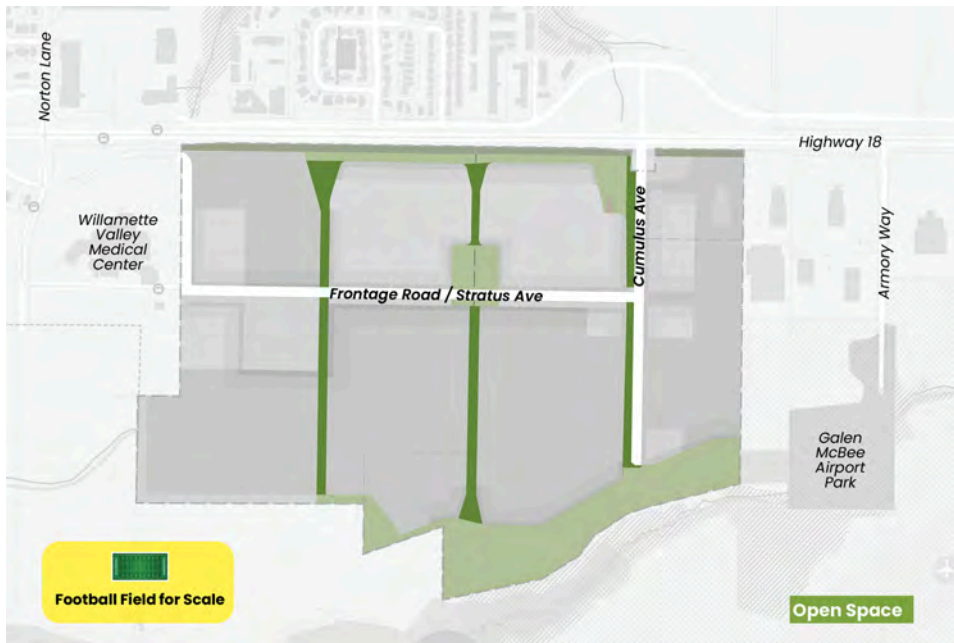 Norton Lane
Highway 18
Willamette
Valley
Medical
Center
Cumulus Ave
Armory Way
Frontage Road / Stratus Ave
Galen
McBee
Airport
Park
Football Field for Scale
Open Space